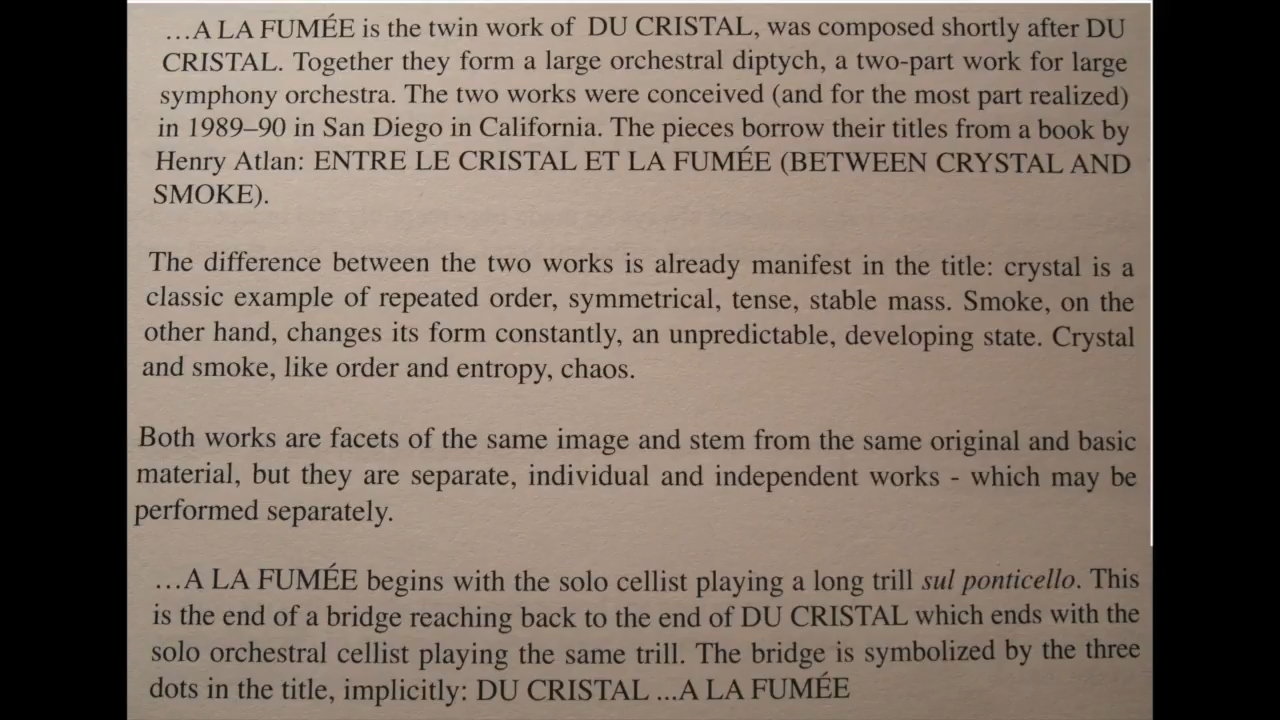 ...A LA FUMÉE is the twin work of DU CRISTAL, was composed shortly after DU
CRISTAL. Together they form a large orchestral diptych, a two-part work for large
symphony orchestra. The two works were conceived (and for the most part realized)
in 1989–90 in San Diego in California. The pieces borrow their titles from a book by
Henry Atlan: ENTRE LE CRISTAL ET LA FUMÉE (BETWEEN CRYSTAL AND
SMOKE).
The difference between the two works is already manifest in the title: crystal is a
classic example of repeated order, symmetrical, tense, stable mass. Smoke, on the
other hand, changes its form constantly, an unpredictable, developing state. Crystal
and smoke, like order and entropy, chaos.
Both works are facets of the same image and stem from the same original and basic
material, but they are separate, individual and independent works - which may be
performed separately.
...A LA FUMÉE begins with the solo cellist playing a long trill sul ponticello. This
is the end of a bridge reaching back to the end of DU CRISTAL which ends with the
solo orchestral cellist playing the same trill. The bridge is symbolized by the three
dots in the title, implicitly: DU CRISTAL ...A LA FUMÉE